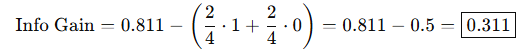 Info Gain = 0.811 − (2/4 · 1 + 2/4 · 0) = 0.811 − 0.5 = 0.311